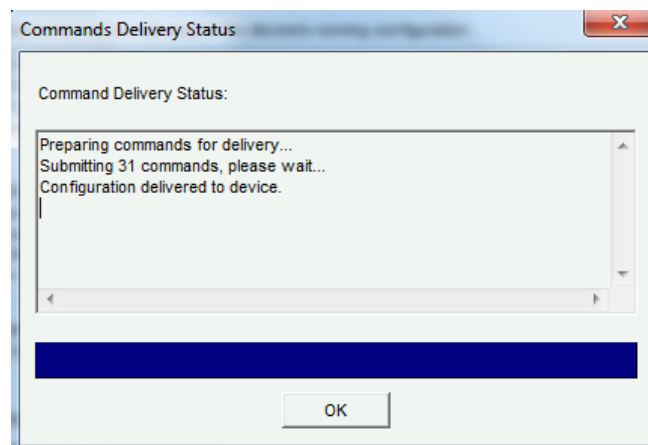 Commands Delivery Status
Command Delivery Status:
Preparing commands for delivery...
Submitting 31 commands, please wait...
Configuration delivered to device.
OK